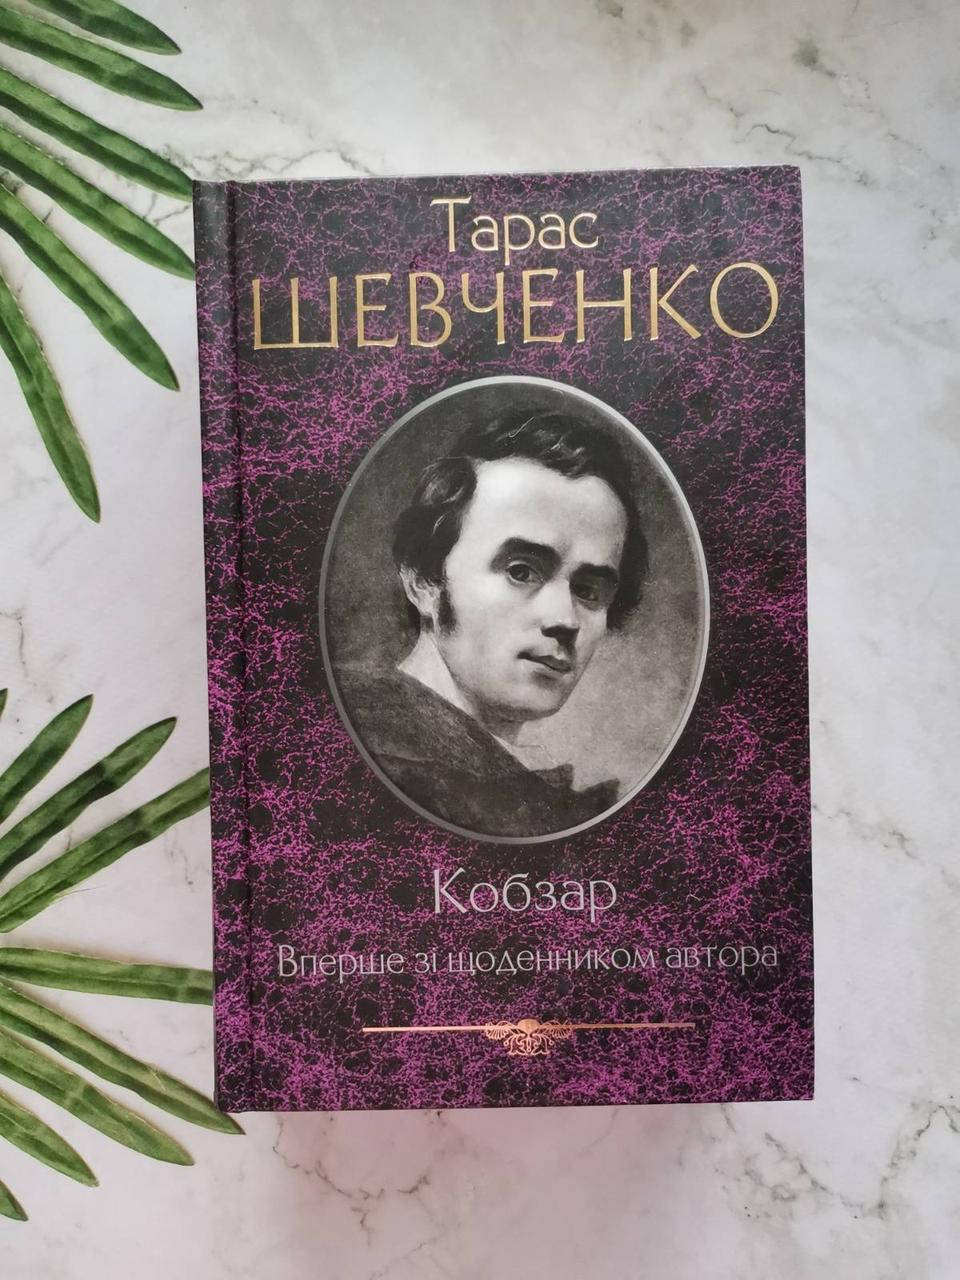 Тарас
ШЕВЧЕНКО
Кобзар
Вперше зі щоденником автора